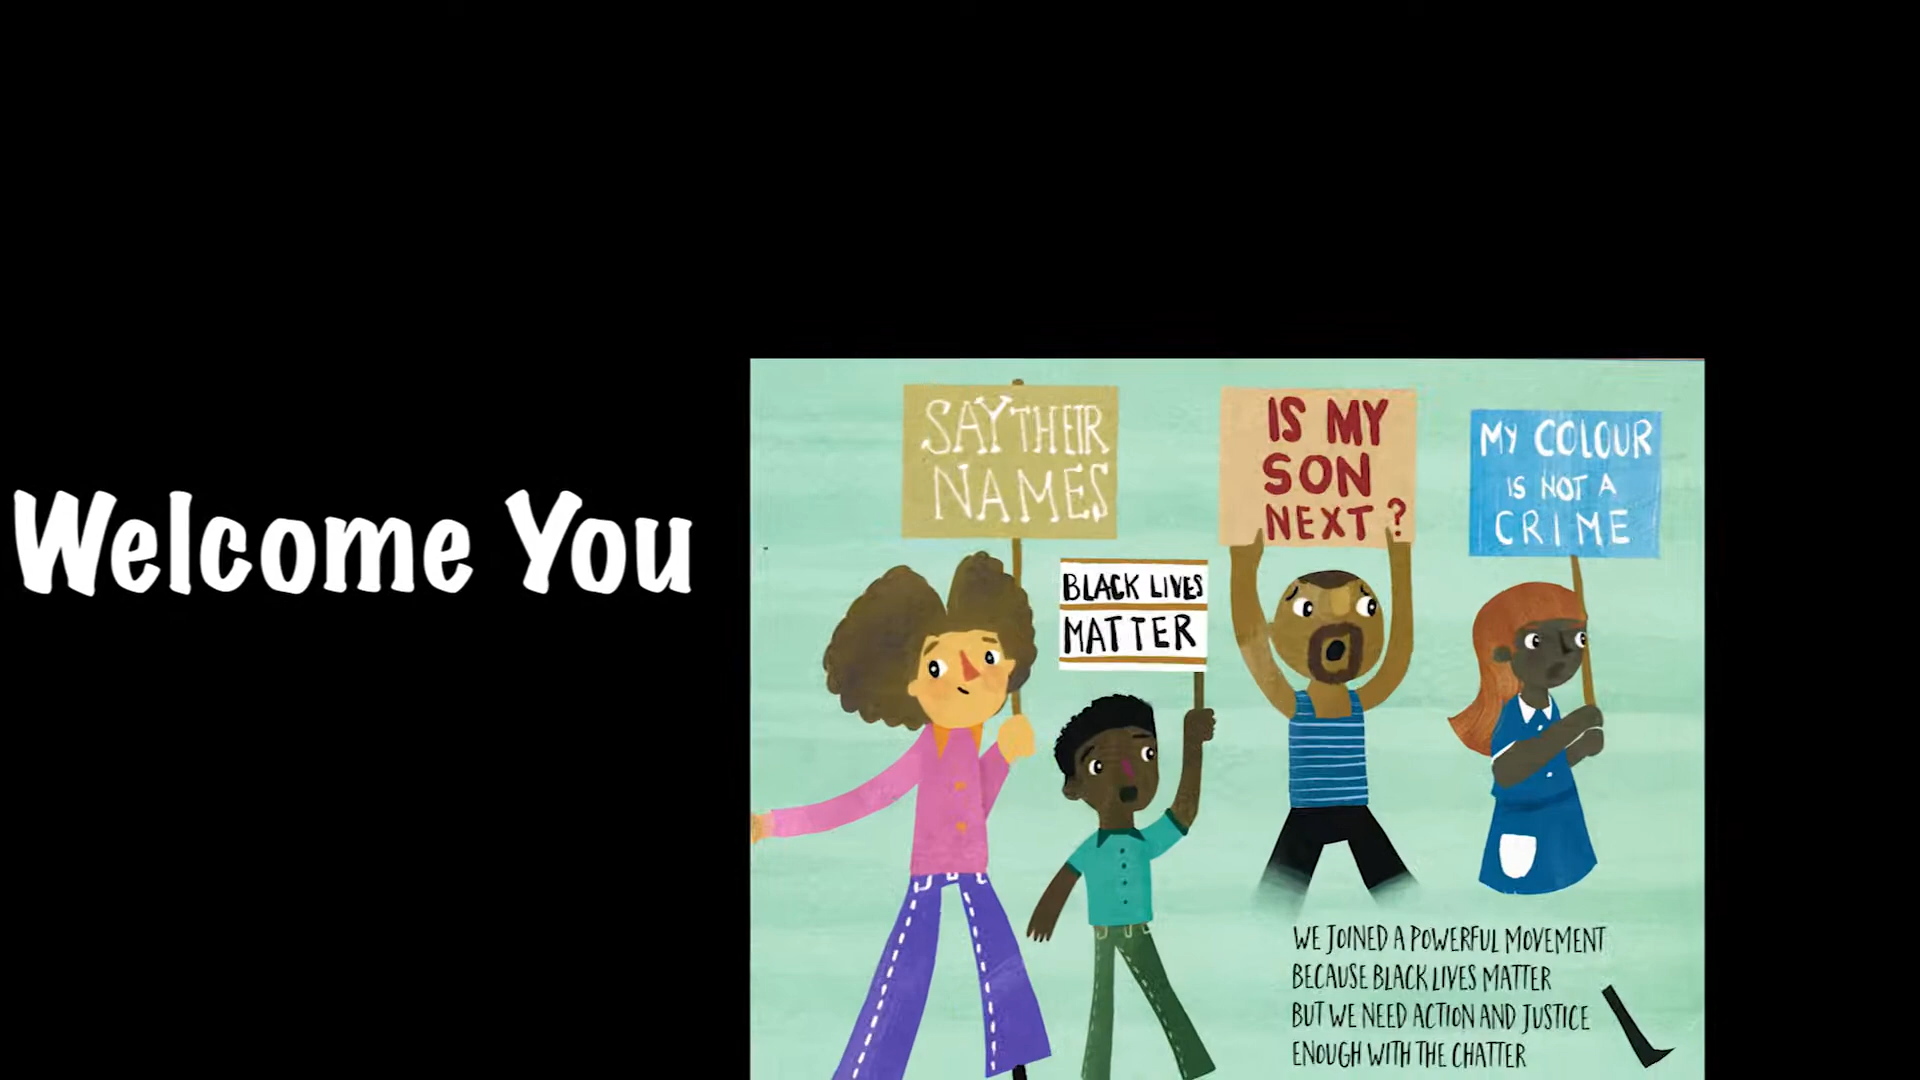 Welcome You
SAY THEIR
NAMES
IS MY
SON
NEXT?
MY COLOUR
IS NOT A
CRIME
BLACK LIVES
MATTER
WE JOINED A POWERFUL MOVEMENT
BECAUSE BLACK LIVES MATTER
BUT WE NEED ACTION AND JUSTICE
ENOUGH WITH THE CHATTER